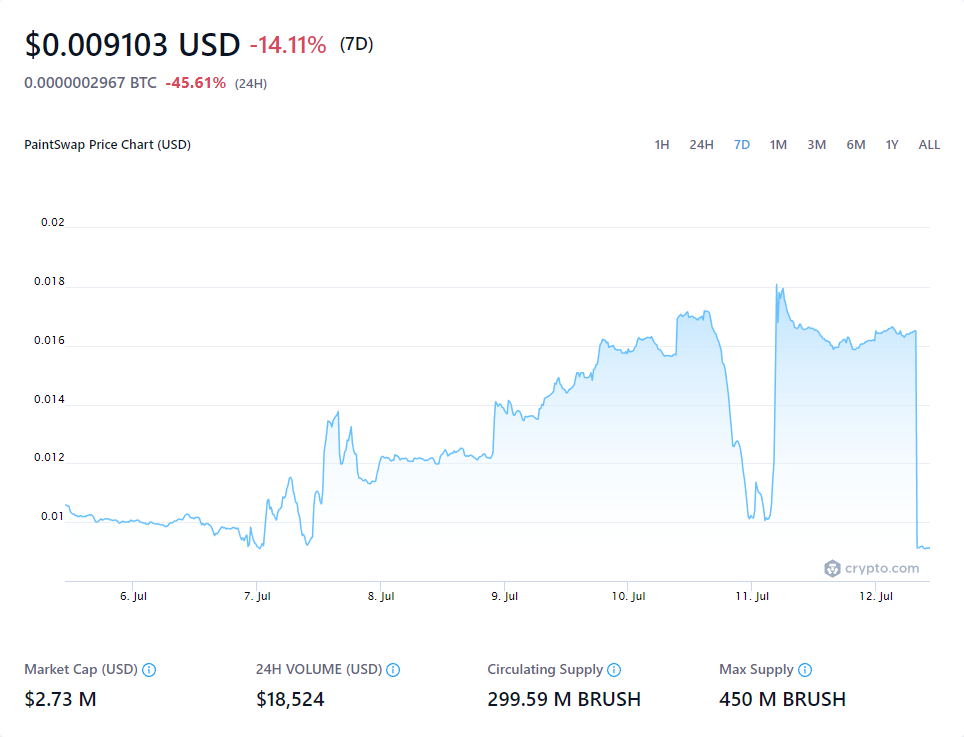 $0.009103 USD -14.11% (7D)
0.0000002967 BTC -45.61% (24H)
PaintSwap Price Chart (USD) 1H 24H 7D 1M 3M 6M 1Y ALL
0.02
0.018
0.016
0.014
0.012
0.01
crypto.com
6. Jul 7. Jul 8. Jul 9. Jul 10. Jul 11. Jul 12. Jul
Market Cap (USD) 24H VOLUME (USD) Circulating Supply Max Supply
$2.73 M $18,524 299.59 M BRUSH 450 M BRUSH